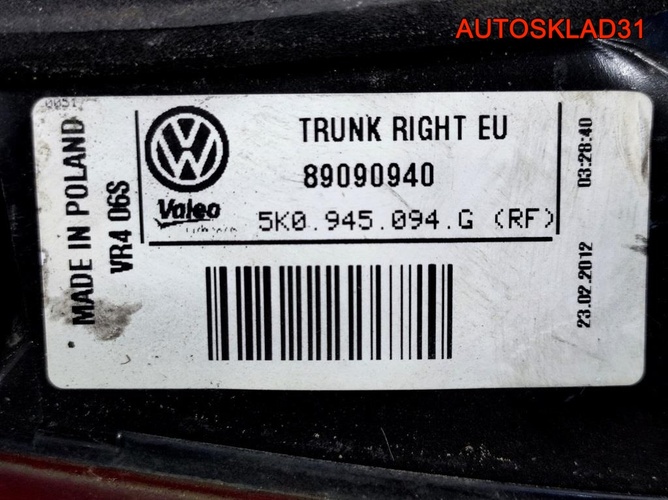 AUTOSKLAD31
0051
MADE IN POLAND
VR4 06S
Valeo
TRUNK RIGHT EU
89090940
5K0.945.094.G (RF)
03:28:40
23.02.2012